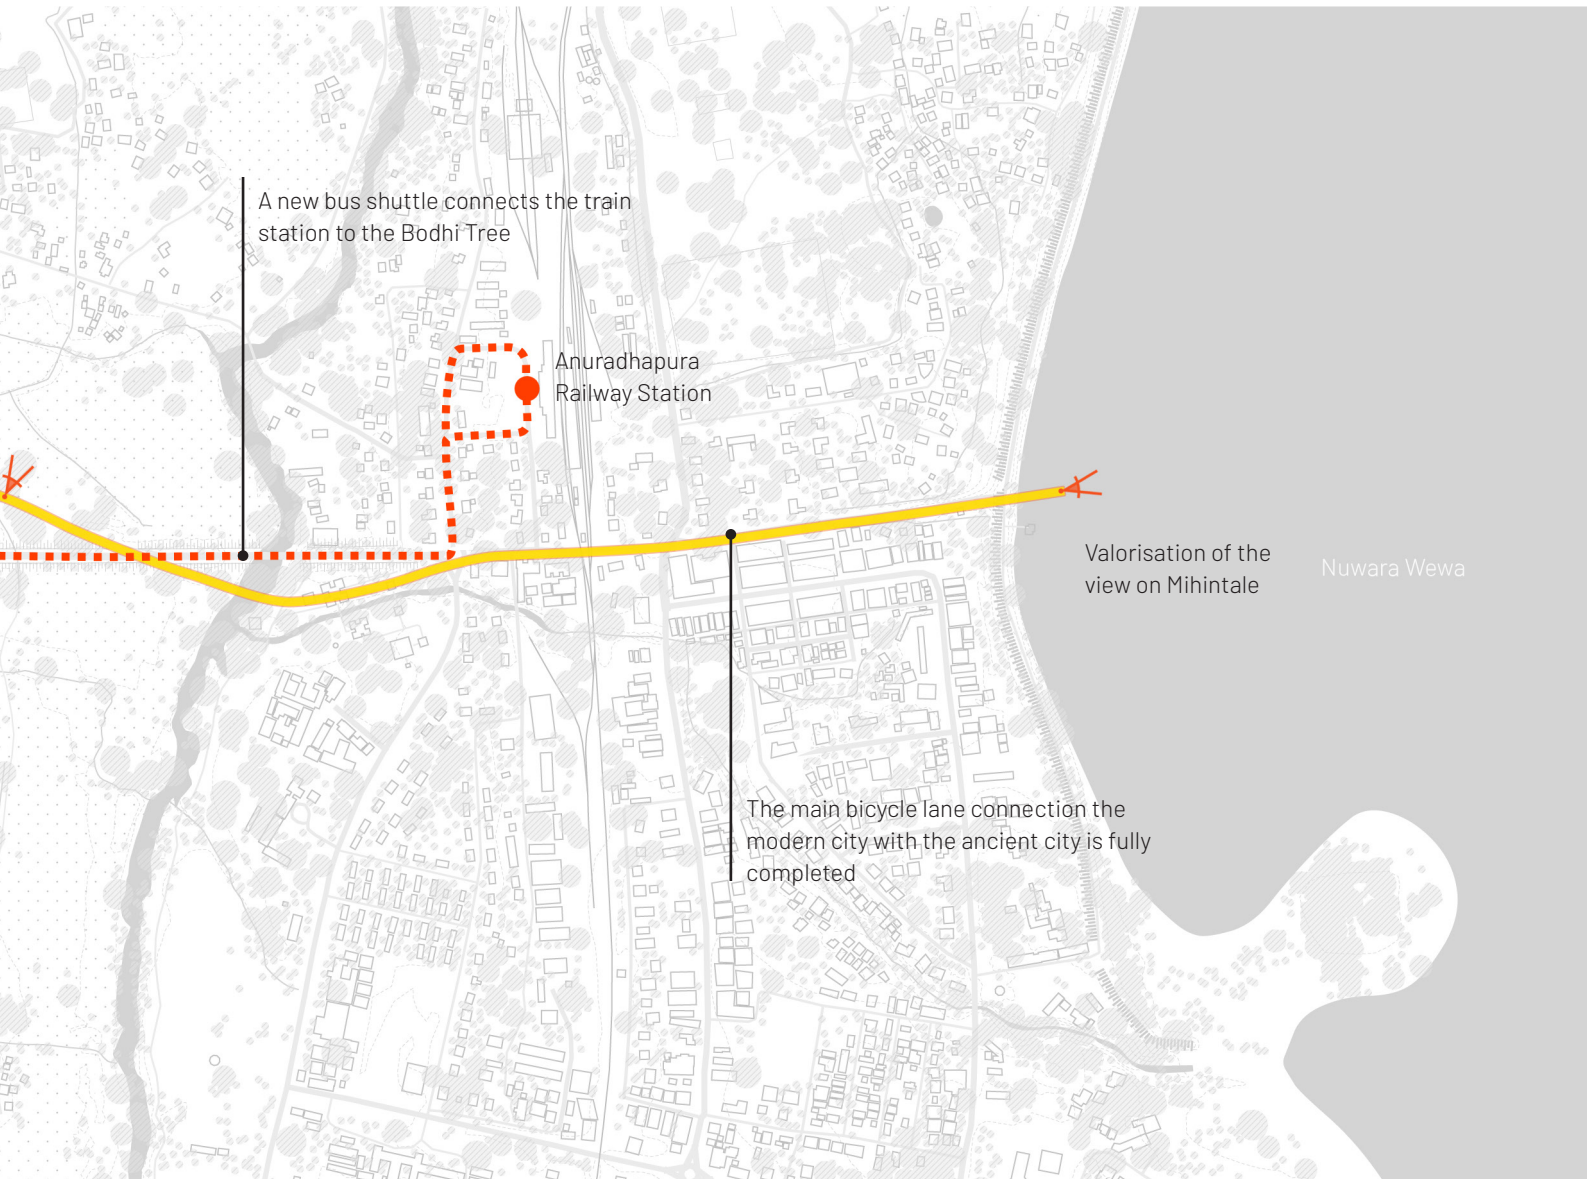 A new bus shuttle connects the train
station to the Bodhi Tree
Anuradhapura
Railway Station
Valorisation of the
view on Mihintale
Nuwara Wewa
The main bicycle lane connection the
modern city with the ancient city is fully
completed